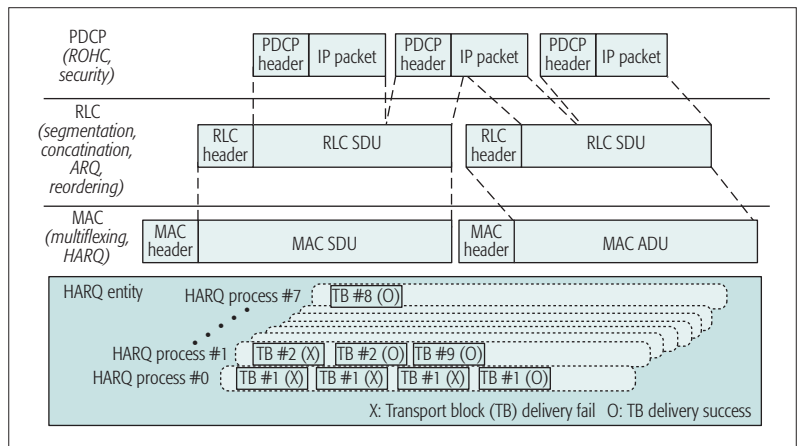 PDCP
(ROHC,
security)
PDCP
header
IP packet
PDCP
header
IP packet
PDCP
header
IP packet
RLC
(segmentation,
concatination,
ARQ,
reordering)
RLC
header
RLC SDU
RLC
header
RLC SDU
MAC
(multiflexing,
HARQ)
MAC
header
MAC SDU
MAC
header
MAC ADU
HARQ entity
HARQ process #7
TB #8 (O)
HARQ process #1
TB #2 (X)
TB #2 (O)
TB #9 (O)
HARQ process #0
TB #1 (X)
TB #1 (X)
TB #1 (X)
TB #1 (O)
X: Transport block (TB) delivery fail O: TB delivery success